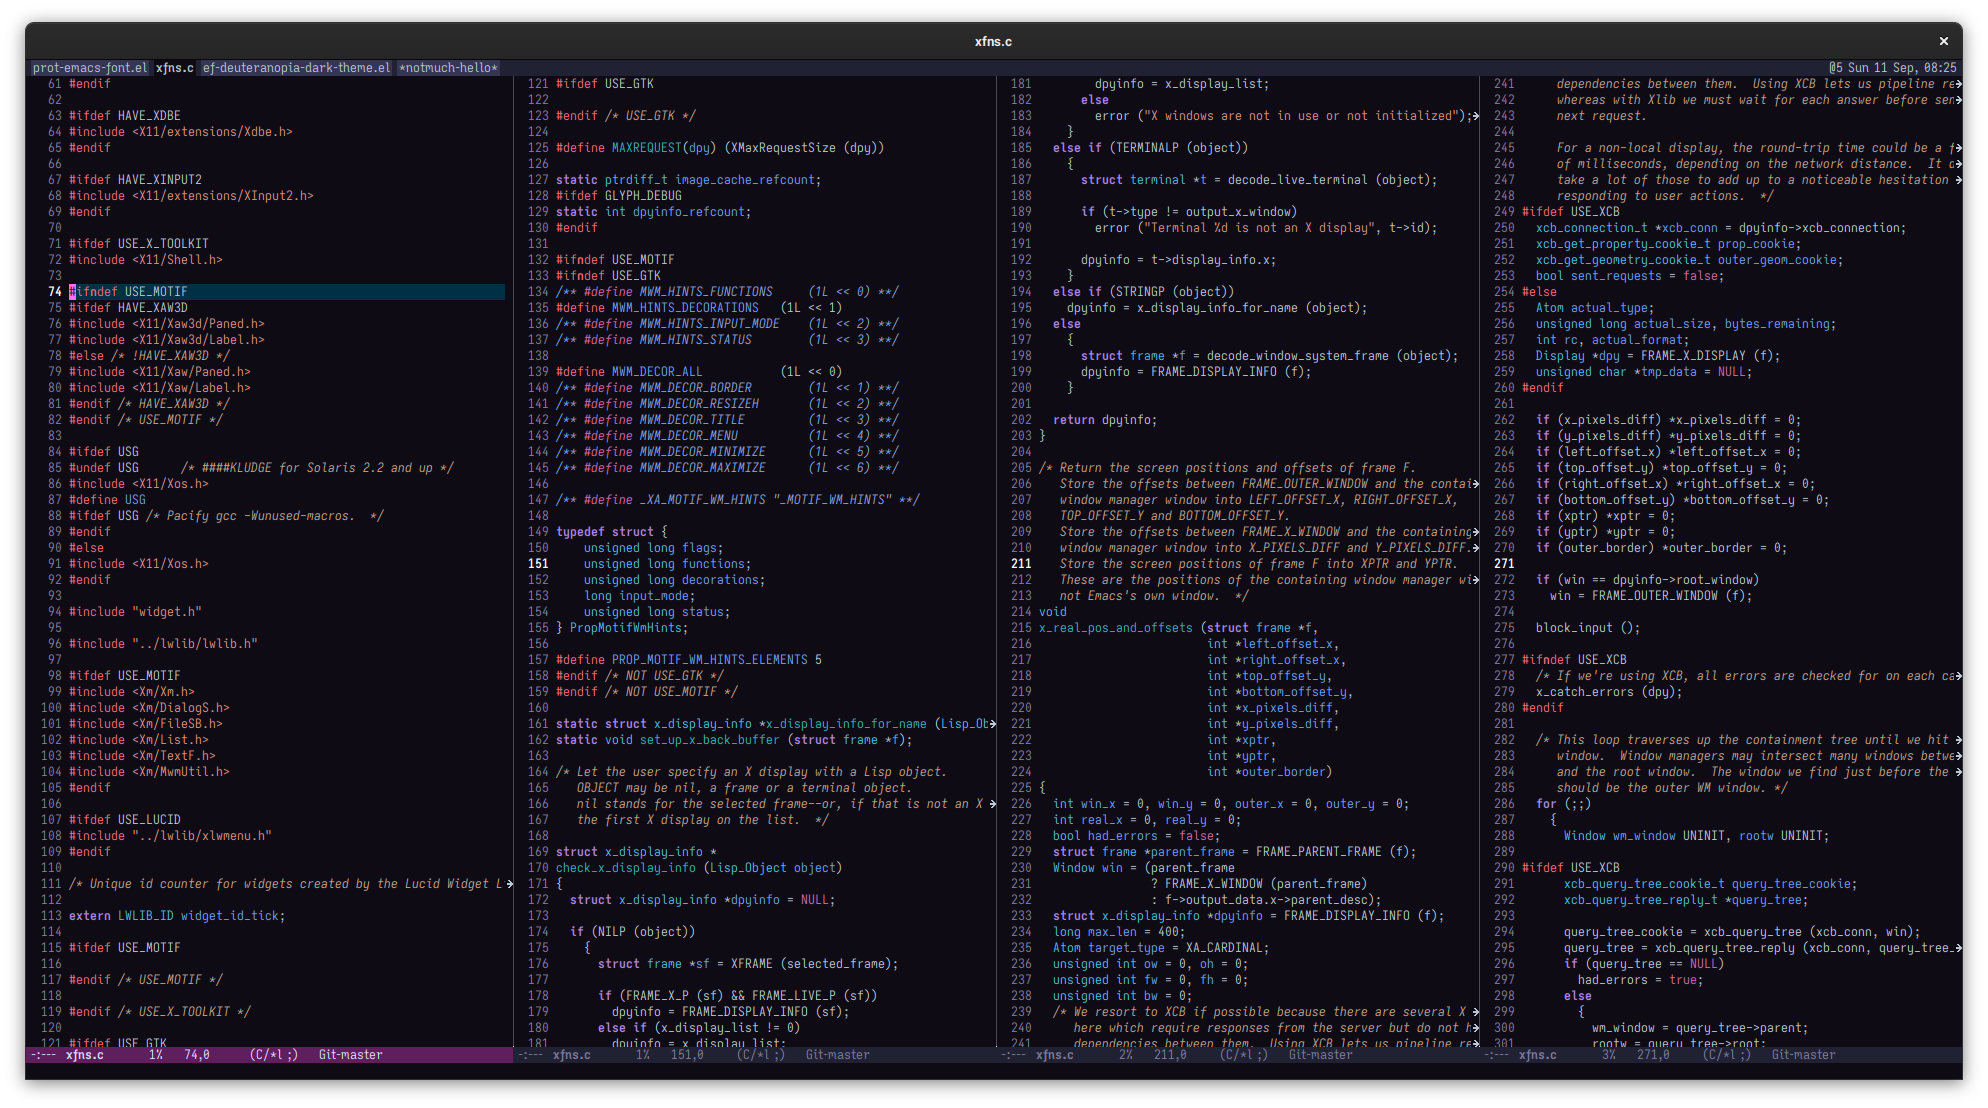 xfns.c
×
prot-emacs-font.el xfns.c ef-deuteranopia-dark-theme.el *notmuch-hello*
@5 Sun 11 Sep, 08:25
61 #endif
62
63 #ifdef HAVE_XDBE
64 #include <X11/extensions/Xdbe.h>
65 #endif
66
67 #ifdef HAVE_XINPUT2
68 #include <X11/extensions/XInput2.h>
69 #endif
70
71 #ifdef USE_X_TOOLKIT
72 #include <X11/Shell.h>
73
74 #ifndef USE_MOTIF
75 #ifdef HAVE_XAW3D
76 #include <X11/Xaw3d/Paned.h>
77 #include <X11/Xaw3d/Label.h>
78 #else /* !HAVE_XAW3D */
79 #include <X11/Xaw/Paned.h>
80 #include <X11/Xaw/Label.h>
81 #endif /* HAVE_XAW3D */
82 #endif /* USE_MOTIF */
83
84 #ifdef USG
85 #undef USG      /* ####KLUDGE for Solaris 2.2 and up */
86 #include <X11/Xos.h>
87 #define USG
88 #ifdef USG /* Pacify gcc -Wunused-macros.  */
89 #endif
90 #else
91 #include <X11/Xos.h>
92 #endif
93
94 #include "widget.h"
95
96 #include "../lwlib/lwlib.h"
97
98 #ifdef USE_MOTIF
99 #include <Xm/Xm.h>
100 #include <Xm/DialogS.h>
101 #include <Xm/FileSB.h>
102 #include <Xm/List.h>
103 #include <Xm/TextF.h>
104 #include <Xm/MwmUtil.h>
105 #endif
106
107 #ifdef USE_LUCID
108 #include "../lwlib/xlwmenu.h"
109 #endif
110
111 /* Unique id counter for widgets created by the Lucid Widget L→
112
113 extern LWLIB_ID widget_id_tick;
114
115 #ifdef USE_MOTIF
116
117 #endif /* USE_MOTIF */
118
119 #endif /* USE_X_TOOLKIT */
120
121 #ifdef USE_GTK
-:--- xfns.c 1% 74,0 (C/*l ;) Git-master
121 #ifdef USE_GTK
122
123 #endif /* USE_GTK */
124
125 #define MAXREQUEST(dpy) (XMaxRequestSize (dpy))
126
127 static ptrdiff_t image_cache_refcount;
128 #ifdef GLYPH_DEBUG
129 static int dpyinfo_refcount;
130 #endif
131
132 #ifndef USE_MOTIF
133 #ifndef USE_GTK
134 /** #define MWM_HINTS_FUNCTIONS     (1L << 0) **/
135 #define MWM_HINTS_DECORATIONS   (1L << 1)
136 /** #define MWM_HINTS_INPUT_MODE    (1L << 2) **/
137 /** #define MWM_HINTS_STATUS        (1L << 3) **/
138
139 #define MWM_DECOR_ALL           (1L << 0)
140 /** #define MWM_DECOR_BORDER        (1L << 1) **/
141 /** #define MWM_DECOR_RESIZEH       (1L << 2) **/
142 /** #define MWM_DECOR_TITLE         (1L << 3) **/
143 /** #define MWM_DECOR_MENU          (1L << 4) **/
144 /** #define MWM_DECOR_MINIMIZE      (1L << 5) **/
145 /** #define MWM_DECOR_MAXIMIZE      (1L << 6) **/
146
147 /** #define _XA_MOTIF_WM_HINTS "_MOTIF_WM_HINTS" **/
148
149 typedef struct {
150     unsigned long flags;
151     unsigned long functions;
152     unsigned long decorations;
153     long input_mode;
154     unsigned long status;
155 } PropMotifWmHints;
156
157 #define PROP_MOTIF_WM_HINTS_ELEMENTS 5
158 #endif /* NOT USE_GTK */
159 #endif /* NOT USE_MOTIF */
160
161 static struct x_display_info *x_display_info_for_name (Lisp_Ob→
162 static void set_up_x_back_buffer (struct frame *f);
163
164 /* Let the user specify an X display with a Lisp object.
165    OBJECT may be nil, a frame or a terminal object.
166    nil stands for the selected frame--or, if that is not an X →
167    the first X display on the list.  */
168
169 struct x_display_info *
170 check_x_display_info (Lisp_Object object)
171 {
172   struct x_display_info *dpyinfo = NULL;
173
174   if (NILP (object))
175     {
176       struct frame *sf = XFRAME (selected_frame);
177
178       if (FRAME_X_P (sf) && FRAME_LIVE_P (sf))
179         dpyinfo = FRAME_DISPLAY_INFO (sf);
180       else if (x_display_list != 0)
181         dpyinfo = x_display_list;
-:--- xfns.c 1% 151,0 (C/*l ;) Git-master
181         dpyinfo = x_display_list;
182       else
183         error ("X windows are not in use or not initialized");→
184     }
185   else if (TERMINALP (object))
186     {
187       struct terminal *t = decode_live_terminal (object);
188
189       if (t->type != output_x_window)
190         error ("Terminal %d is not an X display", t->id);
191
192       dpyinfo = t->display_info.x;
193     }
194   else if (STRINGP (object))
195     dpyinfo = x_display_info_for_name (object);
196   else
197     {
198       struct frame *f = decode_window_system_frame (object);
199       dpyinfo = FRAME_DISPLAY_INFO (f);
200     }
201
202   return dpyinfo;
203 }
204
205 /* Return the screen positions and offsets of frame F.
206    Store the offsets between FRAME_OUTER_WINDOW and the contai→
207    window manager window into LEFT_OFFSET_X, RIGHT_OFFSET_X,
208    TOP_OFFSET_Y and BOTTOM_OFFSET_Y.
209    Store the offsets between FRAME_X_WINDOW and the containing→
210    window manager window into X_PIXELS_DIFF and Y_PIXELS_DIFF.→
211    Store the screen positions of frame F into XPTR and YPTR.
212    These are the positions of the containing window manager wi→
213    not Emacs's own window.  */
214 void
215 x_real_pos_and_offsets (struct frame *f,
216                         int *left_offset_x,
217                         int *right_offset_x,
218                         int *top_offset_y,
219                         int *bottom_offset_y,
220                         int *x_pixels_diff,
221                         int *y_pixels_diff,
222                         int *xptr,
223                         int *yptr,
224                         int *outer_border)
225 {
226   int win_x = 0, win_y = 0, outer_x = 0, outer_y = 0;
227   int real_x = 0, real_y = 0;
228   bool had_errors = false;
229   struct frame *parent_frame = FRAME_PARENT_FRAME (f);
230   Window win = (parent_frame
231                 ? FRAME_X_WINDOW (parent_frame)
232                 : f->output_data.x->parent_desc);
233   struct x_display_info *dpyinfo = FRAME_DISPLAY_INFO (f);
234   long max_len = 400;
235   Atom target_type = XA_CARDINAL;
236   unsigned int ow = 0, oh = 0;
237   unsigned int fw = 0, fh = 0;
238   unsigned int bw = 0;
239   /* We resort to XCB if possible because there are several X →
240      here which require responses from the server but do not h→
241      dependencies between them.  Using XCB lets us pipeline re→
-:--- xfns.c 2% 211,0 (C/*l ;) Git-master
241      dependencies between them.  Using XCB lets us pipeline re→
242      whereas with Xlib we must wait for each answer before sen→
243      next request.
244
245      For a non-local display, the round-trip time could be a f→
246      of milliseconds, depending on the network distance.  It c→
247      take a lot of those to add up to a noticeable hesitation →
248      responding to user actions.  */
249 #ifdef USE_XCB
250   xcb_connection_t *xcb_conn = dpyinfo->xcb_connection;
251   xcb_get_property_cookie_t prop_cookie;
252   xcb_get_geometry_cookie_t outer_geom_cookie;
253   bool sent_requests = false;
254 #else
255   Atom actual_type;
256   unsigned long actual_size, bytes_remaining;
257   int rc, actual_format;
258   Display *dpy = FRAME_X_DISPLAY (f);
259   unsigned char *tmp_data = NULL;
260 #endif
261
262   if (x_pixels_diff) *x_pixels_diff = 0;
263   if (y_pixels_diff) *y_pixels_diff = 0;
264   if (left_offset_x) *left_offset_x = 0;
265   if (top_offset_y) *top_offset_y = 0;
266   if (right_offset_x) *right_offset_x = 0;
267   if (bottom_offset_y) *bottom_offset_y = 0;
268   if (xptr) *xptr = 0;
269   if (yptr) *yptr = 0;
270   if (outer_border) *outer_border = 0;
271
272   if (win == dpyinfo->root_window)
273     win = FRAME_OUTER_WINDOW (f);
274
275   block_input ();
276
277 #ifndef USE_XCB
278   /* If we're using XCB, all errors are checked for on each ca→
279   x_catch_errors (dpy);
280 #endif
281
282   /* This loop traverses up the containment tree until we hit →
283      window.  Window managers may intersect many windows betwe→
284      and the root window.  The window we find just before the →
285      should be the outer WM window. */
286   for (;;)
287     {
288       Window wm_window UNINIT, rootw UNINIT;
289
290 #ifdef USE_XCB
291       xcb_query_tree_cookie_t query_tree_cookie;
292       xcb_query_tree_reply_t *query_tree;
293
294       query_tree_cookie = xcb_query_tree (xcb_conn, win);
295       query_tree = xcb_query_tree_reply (xcb_conn, query_tree_→
296       if (query_tree == NULL)
297         had_errors = true;
298       else
299         {
300           wm_window = query_tree->parent;
301           rootw = query_tree->root;
-:--- xfns.c 3% 271,0 (C/*l ;) Git-master